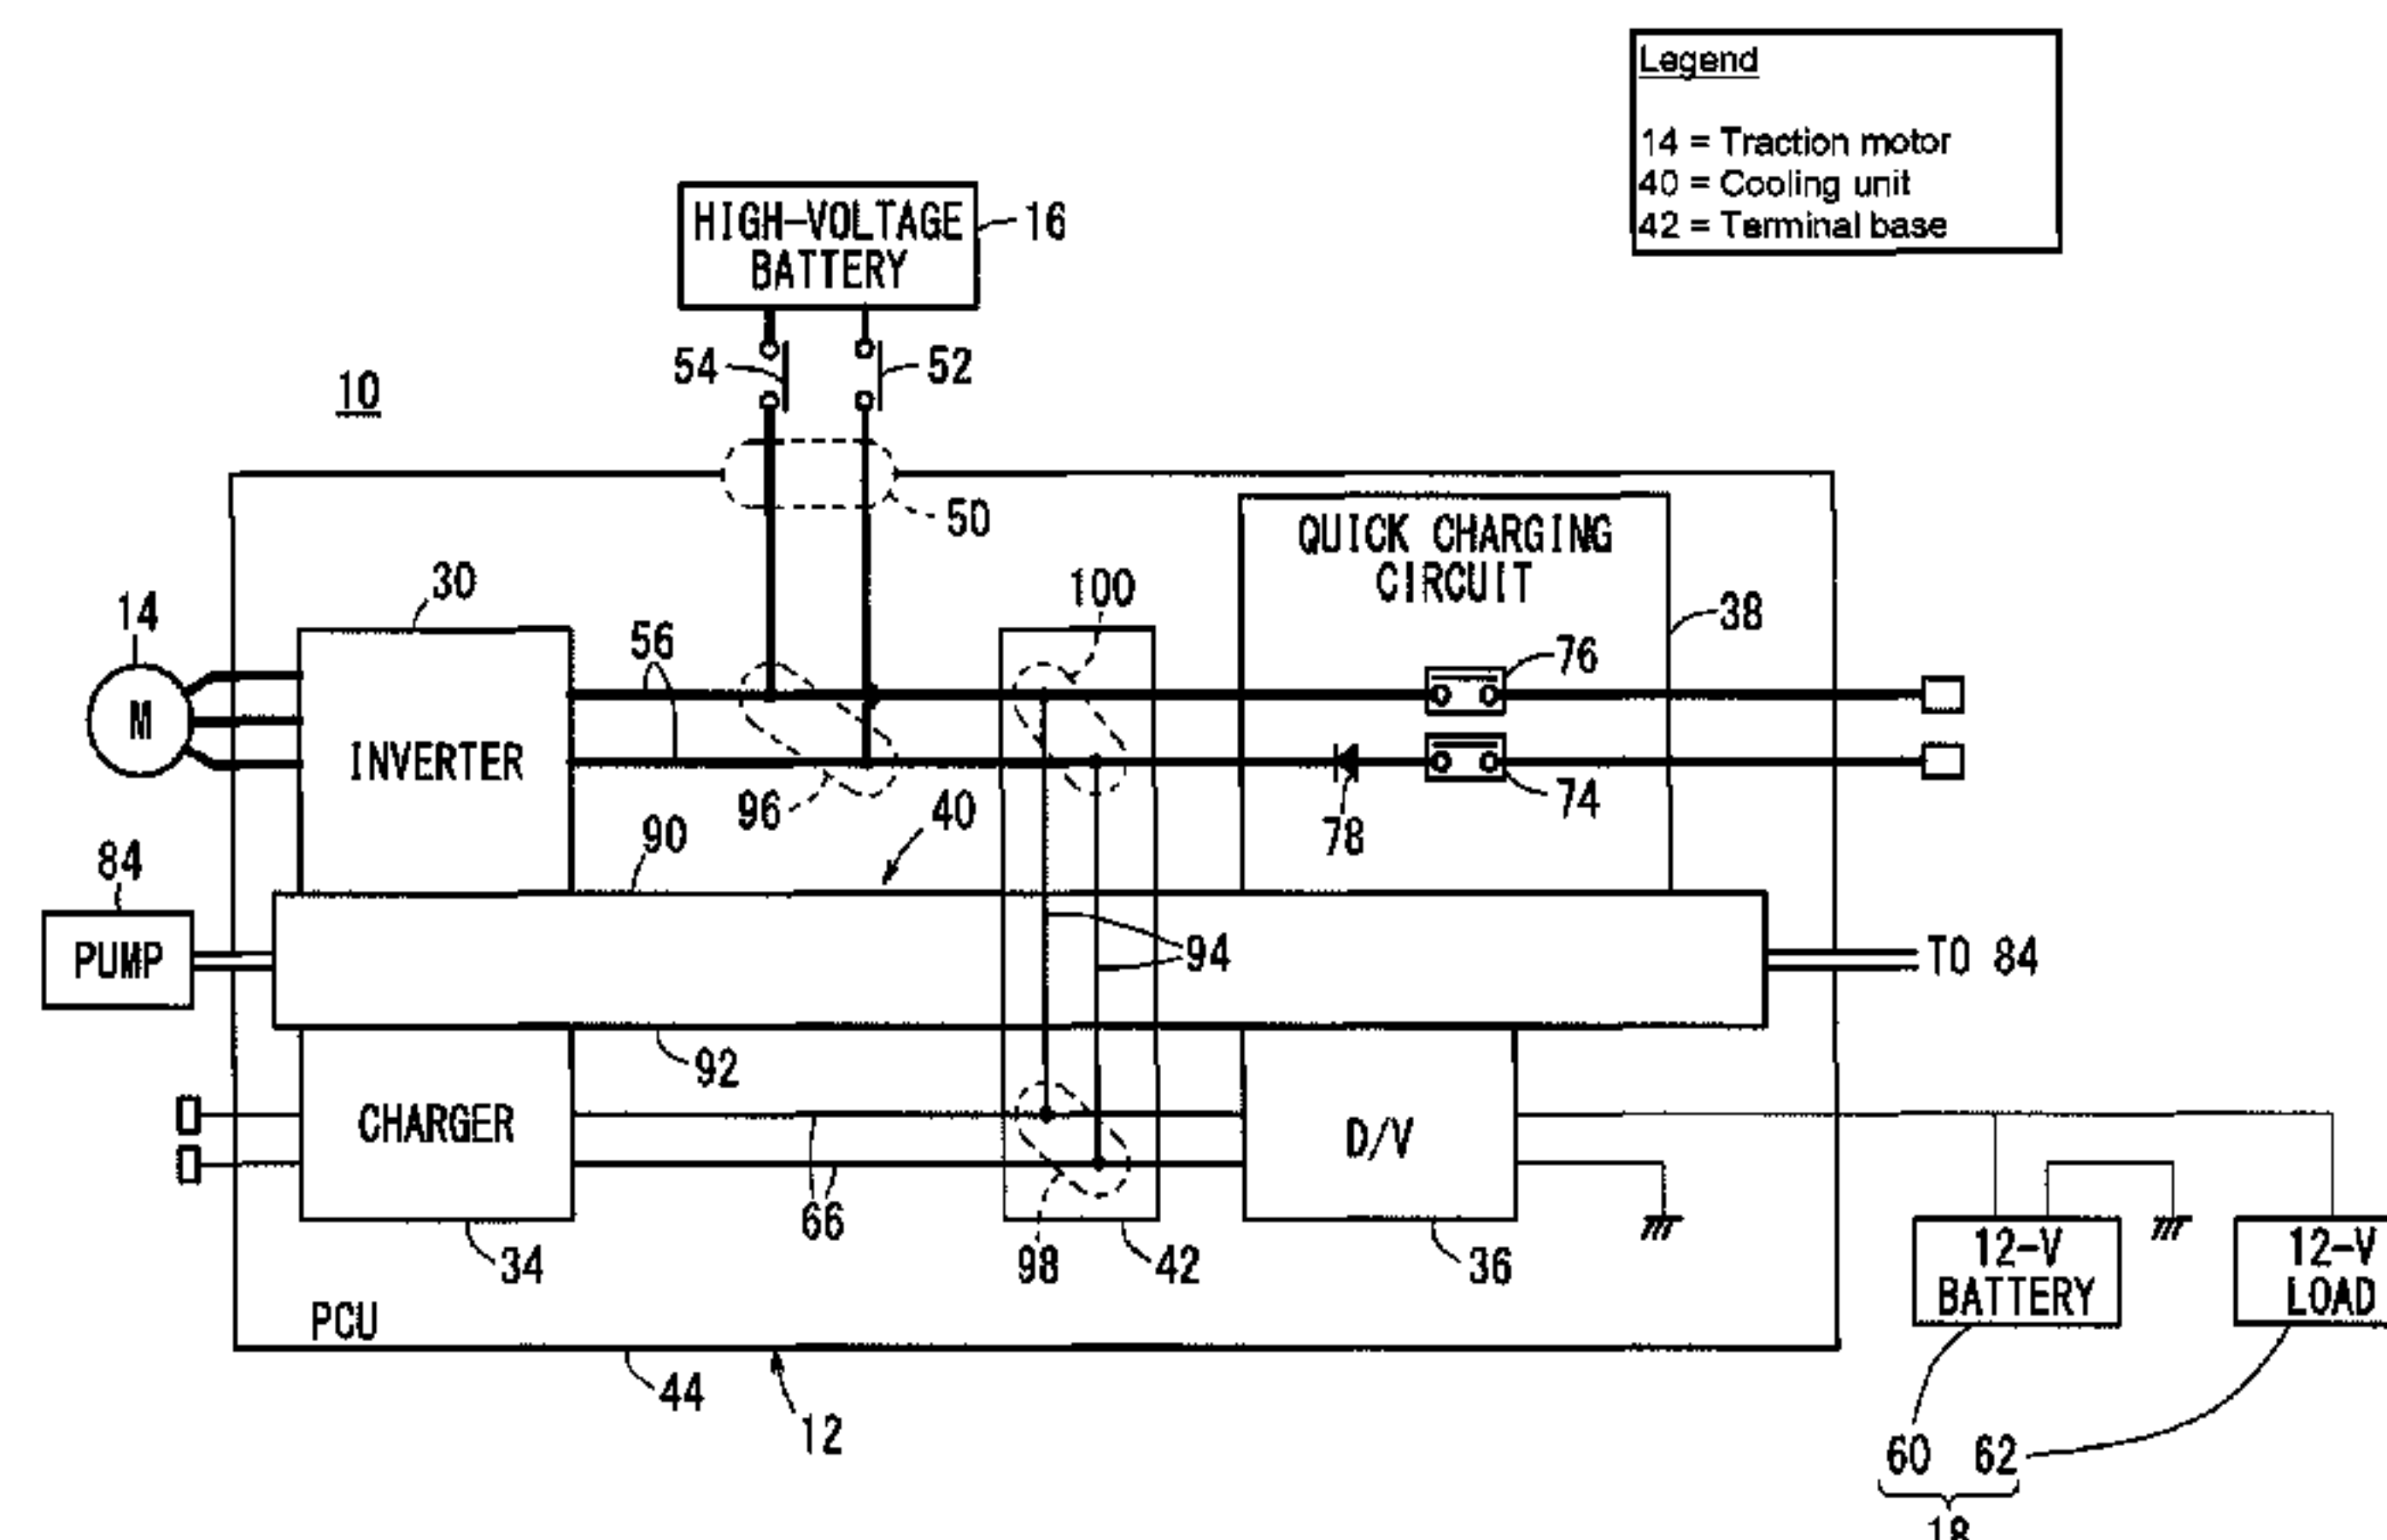 Legend
14 = Traction motor
40 = Cooling unit
42 = Terminal base
HIGH-VOLTAGE
BATTERY
16
54
52
10
50
QUICK CHARGING
CIRCUIT
100
30
38
14
56
76
M
INVERTER
96
40
78
74
90
84
PUMP
94
TO 84
92
CHARGER
D/V
66
98
42
34
36
12-V
BATTERY
12-V
LOAD
PCU
44
12
60 62
18